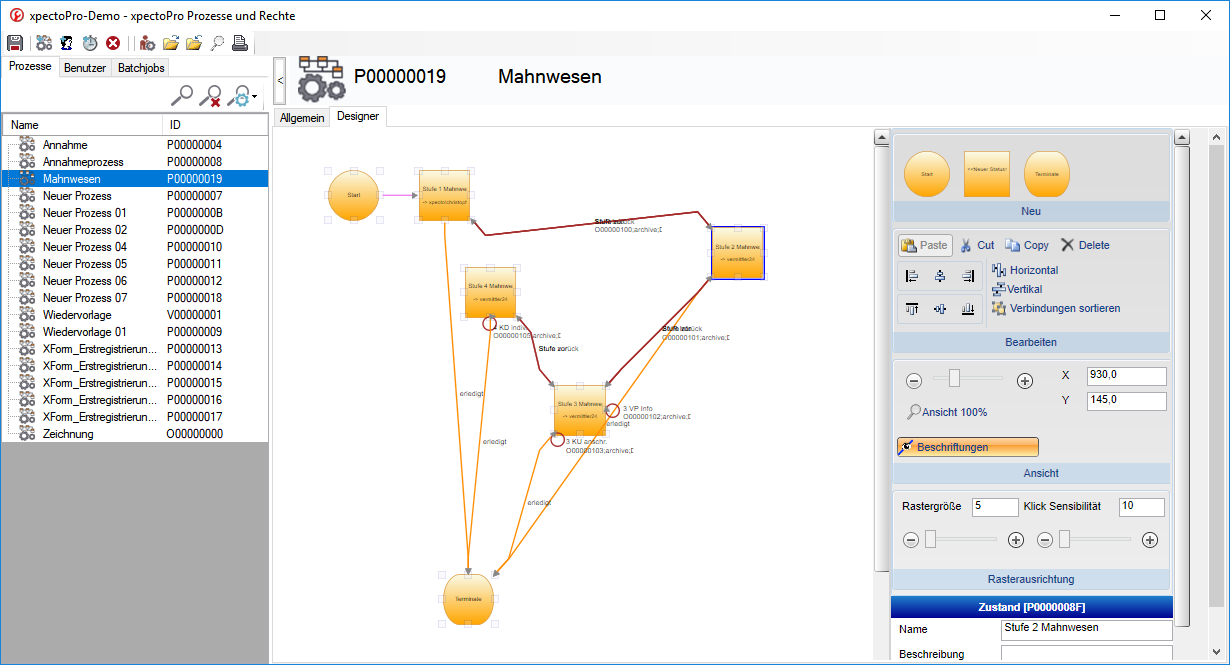 xpectoPro-Demo - xpectoPro Prozesse und Rechte
Prozesse
Benutzer
Batchjobs
<
P00000019
Mahnwesen
Allgemein
Designer
Name
ID
Annahme P00000004
Annahmeprozess P00000008
Mahnwesen P00000019
Neuer Prozess P00000007
Neuer Prozess 01 P0000000B
Neuer Prozess 02 P0000000D
Neuer Prozess 04 P00000010
Neuer Prozess 05 P00000011
Neuer Prozess 06 P00000012
Neuer Prozess 07 P00000018
Wiedervorlage V00000001
Wiedervorlage 01 P00000009
XForm_Erstregistrierun... P00000013
XForm_Erstregistrierun... P00000014
XForm_Erstregistrierun... P00000015
XForm_Erstregistrierun... P00000016
XForm_Erstregistrierun... P00000017
Zeichnung O00000000
Start
Stufe 1 Mahnwe
-> xpecto/christopf
Stufe zurück
O00000100;archive;D
Stufe 2 Mahnwe
-> vermittler24
Stufe 4 Mahnwe
-> vermittler24
4 KD indiv.
O00000105;archive;D
Stufe zurück
Stufe zurück
O00000101;archive;D
Stufe 3 Mahnwe
-> vermittler24
3 VP Info
O00000102;archive;D
erledigt
3 KU anschr.
O00000103;archive;D
erledigt
erledigt
erledigt
Terminate
Start
<<Neuer Status>
Terminate
Neu
Paste
Cut
Copy
Delete
Horizontal
Vertikal
Verbindungen sortieren
Bearbeiten
X 930,0
Y 145,0
Ansicht 100%
Beschriftungen
Ansicht
Rastergröße 5
Klick Sensibilität 10
Rasterausrichtung
Zustand [P0000008F]
Name Stufe 2 Mahnwesen
Beschreibung